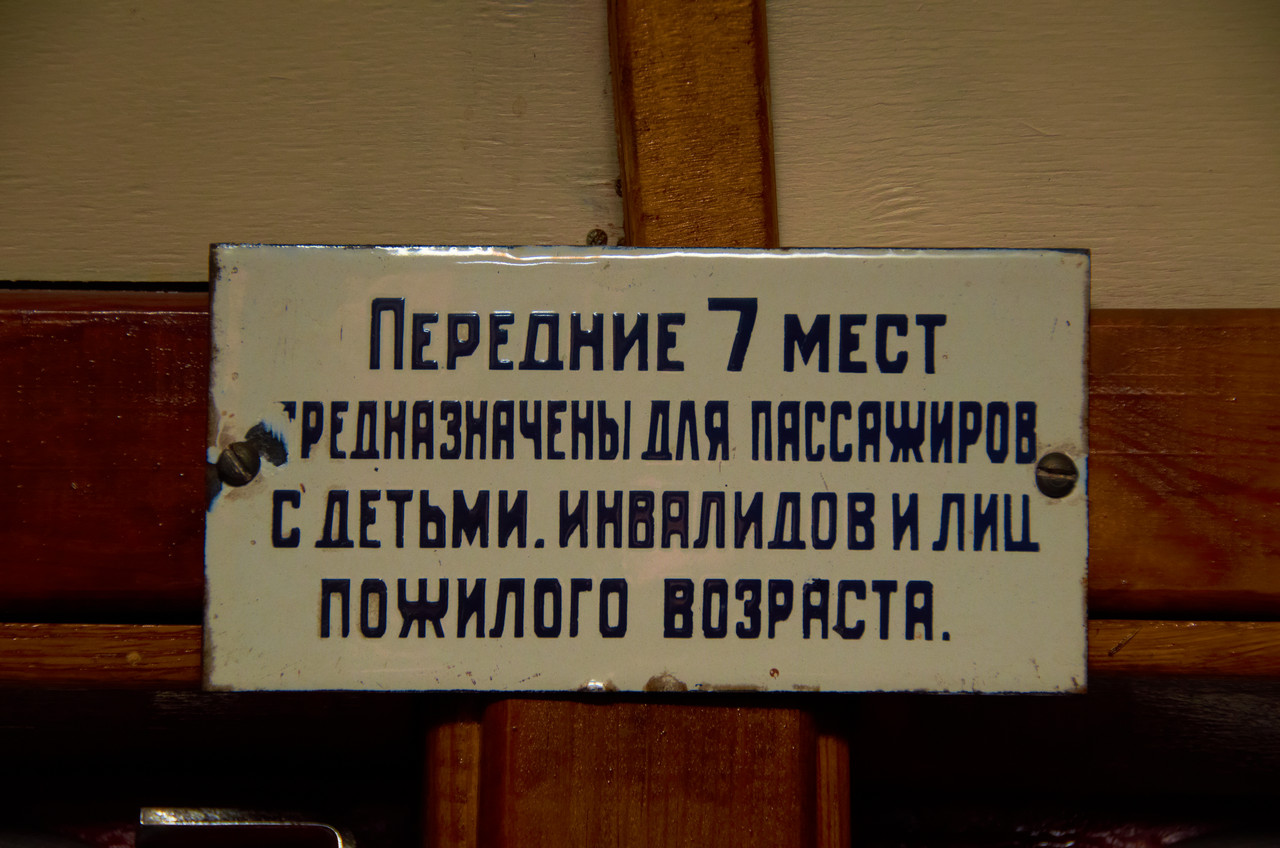 Передние 7 мест
предназначены для пассажиров
с детьми. инвалидов и лиц
пожилого возраста.